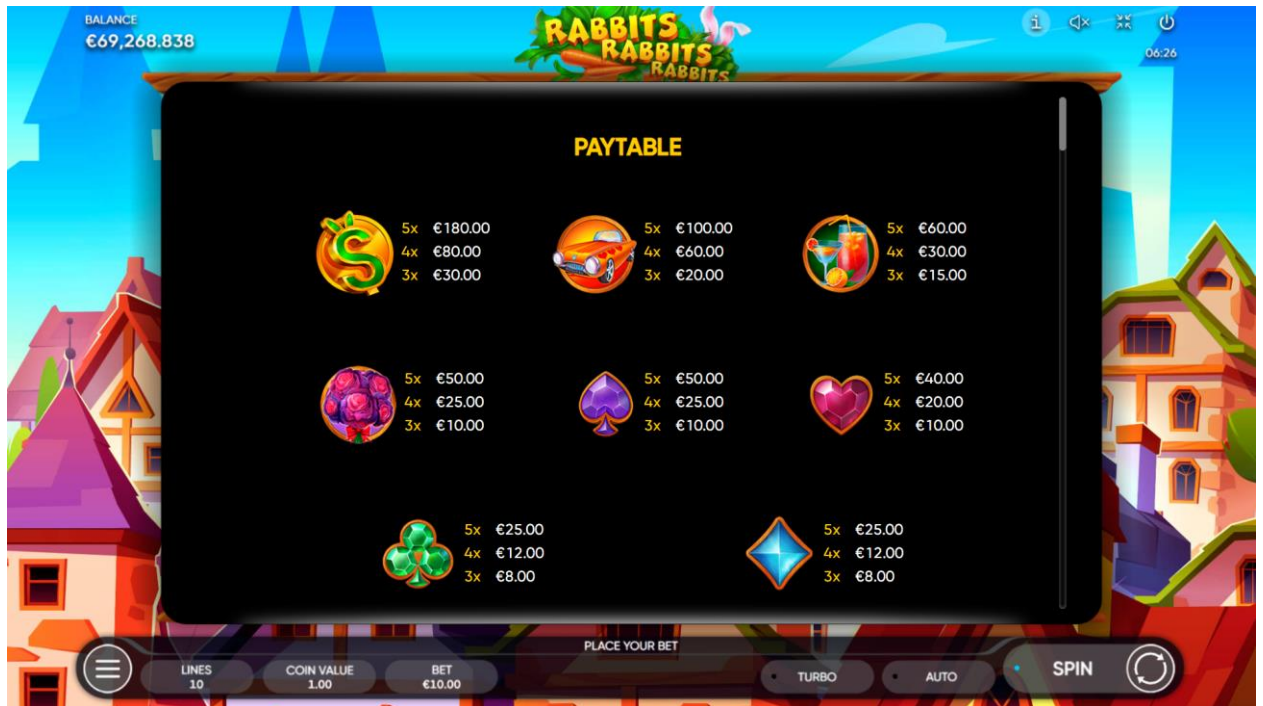 BALANCE
€69,268.838
RABBITS
RABBITS
RABBITS
i
06:26
PAYTABLE
5x €180.00
4x €80.00
3x €30.00
5x €100.00
4x €60.00
3x €20.00
5x €60.00
4x €30.00
3x €15.00
5x €50.00
4x €25.00
3x €10.00
5x €50.00
4x €25.00
3x €10.00
5x €40.00
4x €20.00
3x €10.00
5x €25.00
4x €12.00
3x €8.00
5x €25.00
4x €12.00
3x €8.00
PLACE YOUR BET
LINES
10
COIN VALUE
1.00
BET
€10.00
TURBO
AUTO
SPIN